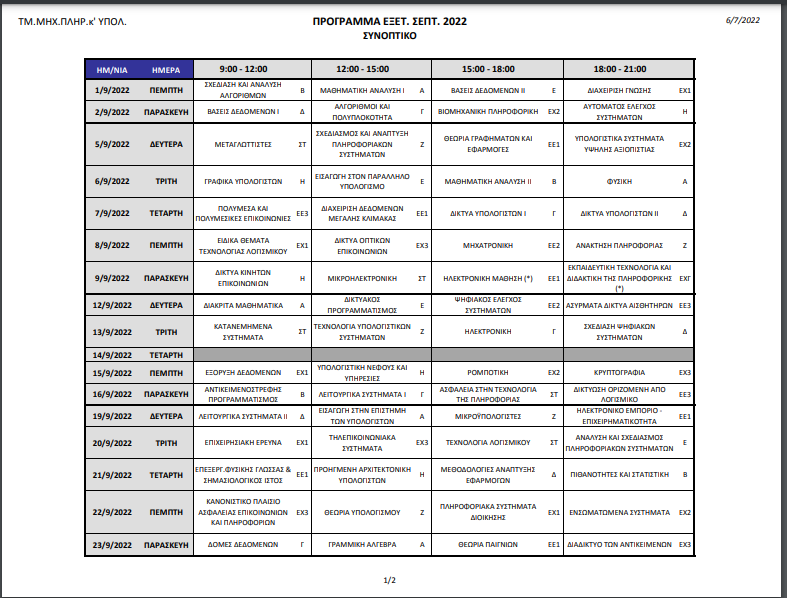 ΤΜ.ΜΗΧ.ΠΛΗΡ.κ' ΥΠΟΛ.
ΠΡΟΓΡΑΜΜΑ ΕΞΕΤ. ΣΕΠΤ. 2022
6/7/2022
ΣΥΝΟΠΤΙΚΟ
ΗΜ/ΝΙΑ ΗΜΕΡΑ 9:00 - 12:00 12:00 - 15:00 15:00 - 18:00 18:00 - 21:00
1/9/2022 ΠΕΜΠΤΗ ΣΧΕΔΙΑΣΗ ΚΑΙ ΑΝΑΛΥΣΗ ΑΛΓΟΡΙΘΜΩΝ Β ΜΑΘΗΜΑΤΙΚΗ ΑΝΑΛΥΣΗ Ι Α ΒΑΣΕΙΣ ΔΕΔΟΜΕΝΩΝ ΙΙ Ε ΔΙΑΧΕΙΡΙΣΗ ΓΝΩΣΗΣ ΕΧ1
2/9/2022 ΠΑΡΑΣΚΕΥΗ ΒΑΣΕΙΣ ΔΕΔΟΜΕΝΩΝ Ι Δ ΑΛΓΟΡΙΘΜΟΙ ΚΑΙ ΠΟΛΥΠΛΟΚΟΤΗΤΑ Γ ΒΙΟΜΗΧΑΝΙΚΗ ΠΛΗΡΟΦΟΡΙΚΗ ΕΧ2 ΑΥΤΟΜΑΤΟΣ ΕΛΕΓΧΟΣ ΣΥΣΤΗΜΑΤΩΝ Η
5/9/2022 ΔΕΥΤΕΡΑ ΜΕΤΑΓΛΩΤΤΙΣΤΕΣ ΣΤ ΣΧΕΔΙΑΣΜΟΣ ΚΑΙ ΑΝΑΠΤΥΞΗ ΠΛΗΡΟΦΟΡΙΑΚΩΝ ΣΥΣΤΗΜΑΤΩΝ Ζ ΘΕΩΡΙΑ ΓΡΑΦΗΜΑΤΩΝ ΚΑΙ ΕΦΑΡΜΟΓΕΣ ΕΕ1 ΥΠΟΛΟΓΙΣΤΙΚΑ ΣΥΣΤΗΜΑΤΑ ΥΨΗΛΗΣ ΑΞΙΟΠΙΣΤΙΑΣ ΕΧ2
6/9/2022 ΤΡΙΤΗ ΓΡΑΦΙΚΑ ΥΠΟΛΟΓΙΣΤΩΝ Η ΕΙΣΑΓΩΓΗ ΣΤΟΝ ΠΑΡΑΛΛΗΛΟ ΥΠΟΛΟΓΙΣΜΟ Ε ΜΑΘΗΜΑΤΙΚΗ ΑΝΑΛΥΣΗ ΙΙ Β ΦΥΣΙΚΗ Α
7/9/2022 ΤΕΤΑΡΤΗ ΠΟΛΥΜΕΣΑ ΚΑΙ ΠΟΛΥΜΕΣΙΚΕΣ ΕΠΙΚΟΙΝΩΝΙΕΣ ΕΕ3 ΔΙΑΧΕΙΡΙΣΗ ΔΕΔΟΜΕΝΩΝ ΜΕΓΑΛΗΣ ΚΛΙΜΑΚΑΣ ΕΕ1 ΔΙΚΤΥΑ ΥΠΟΛΟΓΙΣΤΩΝ Ι Γ ΔΙΚΤΥΑ ΥΠΟΛΟΓΙΣΤΩΝ ΙΙ Δ
8/9/2022 ΠΕΜΠΤΗ ΕΙΔΙΚΑ ΘΕΜΑΤΑ ΤΕΧΝΟΛΟΓΙΑΣ ΛΟΓΙΣΜΙΚΟΥ ΕΧ1 ΔΙΚΤΥΑ ΟΠΤΙΚΩΝ ΕΠΙΚΟΙΝΩΝΙΩΝ ΕΧ3 ΜΗΧΑΤΡΟΝΙΚΗ ΕΕ2 ΑΝΑΚΤΗΣΗ ΠΛΗΡΟΦΟΡΙΑΣ Ζ
9/9/2022 ΠΑΡΑΣΚΕΥΗ ΔΙΚΤΥΑ ΚΙΝΗΤΩΝ ΕΠΙΚΟΙΝΩΝΙΩΝ Η ΜΙΚΡΟΗΛΕΚΤΡΟΝΙΚΗ ΣΤ ΗΛΕΚΤΡΟΝΙΚΗ ΜΑΘΗΣΗ (*) ΕΕ1 ΕΚΠΑΙΔΕΥΤΙΚΗ ΤΕΧΝΟΛΟΓΙΑ ΚΑΙ ΔΙΔΑΚΤΙΚΗ ΤΗΣ ΠΛΗΡΟΦΟΡΙΚΗΣ (*) ΕΧΓ
12/9/2022 ΔΕΥΤΕΡΑ ΔΙΑΚΡΙΤΑ ΜΑΘΗΜΑΤΙΚΑ Α ΔΙΚΤΥΑΚΟΣ ΠΡΟΓΡΑΜΜΑΤΙΣΜΟΣ Ε ΨΗΦΙΑΚΟΣ ΕΛΕΓΧΟΣ ΣΥΣΤΗΜΑΤΩΝ ΕΕ2 ΑΣΥΡΜΑΤΑ ΔΙΚΤΥΑ ΑΙΣΘΗΤΗΡΩΝ ΕΕ3
13/9/2022 ΤΡΙΤΗ ΚΑΤΑΝΕΜΗΜΕΝΑ ΣΥΣΤΗΜΑΤΑ ΣΤ ΤΕΧΝΟΛΟΓΙΑ ΥΠΟΛΟΓΙΣΤΙΚΩΝ ΣΥΣΤΗΜΑΤΩΝ Ζ ΗΛΕΚΤΡΟΝΙΚΗ Γ ΣΧΕΔΙΑΣΗ ΨΗΦΙΑΚΩΝ ΣΥΣΤΗΜΑΤΩΝ Δ
14/9/2022 ΤΕΤΑΡΤΗ
15/9/2022 ΠΕΜΠΤΗ ΕΞΟΡΥΞΗ ΔΕΔΟΜΕΝΩΝ ΕΧ1 ΥΠΟΛΟΓΙΣΤΙΚΗ ΝΕΦΟΥΣ ΚΑΙ ΥΠΗΡΕΣΙΕΣ Η ΡΟΜΠΟΤΙΚΗ ΕΧ2 ΚΡΥΠΤΟΓΡΑΦΙΑ ΕΧ3
16/9/2022 ΠΑΡΑΣΚΕΥΗ ΑΝΤΙΚΕΙΜΕΝΟΣΤΡΕΦΗΣ ΠΡΟΓΡΑΜΜΑΤΙΣΜΟΣ Β ΛΕΙΤΟΥΡΓΙΚΑ ΣΥΣΤΗΜΑΤΑ Ι Γ ΑΣΦΑΛΕΙΑ ΣΤΗΝ ΤΕΧΝΟΛΟΓΙΑ ΤΗΣ ΠΛΗΡΟΦΟΡΙΑΣ ΣΤ ΔΙΚΤΥΩΣΗ ΟΡΙΖΟΜΕΝΗ ΑΠΟ ΛΟΓΙΣΜΙΚΟ ΕΕ3
19/9/2022 ΔΕΥΤΕΡΑ ΛΕΙΤΟΥΡΓΙΚΑ ΣΥΣΤΗΜΑΤΑ ΙΙ Δ ΕΙΣΑΓΩΓΗ ΣΤΗΝ ΕΠΙΣΤΗΜΗ ΤΩΝ ΥΠΟΛΟΓΙΣΤΩΝ Α ΜΙΚΡΟΫΠΟΛΟΓΙΣΤΕΣ Ζ ΗΛΕΚΤΡΟΝΙΚΟ ΕΜΠΟΡΙΟ - ΕΠΙΧΕΙΡΗΜΑΤΙΚΟΤΗΤΑ ΕΕ1
20/9/2022 ΤΡΙΤΗ ΕΠΙΧΕΙΡΗΣΙΑΚΗ ΕΡΕΥΝΑ ΕΧ1 ΤΗΛΕΠΙΚΟΙΝΩΝΙΑΚΑ ΣΥΣΤΗΜΑΤΑ ΕΧ3 ΤΕΧΝΟΛΟΓΙΑ ΛΟΓΙΣΜΙΚΟΥ ΣΤ ΑΝΑΛΥΣΗ ΚΑΙ ΣΧΕΔΙΑΣΜΟΣ ΠΛΗΡΟΦΟΡΙΑΚΩΝ ΣΥΣΤΗΜΑΤΩΝ Ε
21/9/2022 ΤΕΤΑΡΤΗ ΕΠΕΞΕΡΓ.ΦΥΣΙΚΗΣ ΓΛΩΣΣΑΣ & ΣΗΜΑΣΙΟΛΟΓΙΚΟΣ ΙΣΤΟΣ ΕΕ1 ΠΡΟΗΓΜΕΝΗ ΑΡΧΙΤΕΚΤΟΝΙΚΗ ΥΠΟΛΟΓΙΣΤΩΝ Η ΜΕΘΟΔΟΛΟΓΙΕΣ ΑΝΑΠΤΥΞΗΣ ΕΦΑΡΜΟΓΩΝ Δ ΠΙΘΑΝΟΤΗΤΕΣ ΚΑΙ ΣΤΑΤΙΣΤΙΚΗ Β
22/9/2022 ΠΕΜΠΤΗ ΚΑΝΟΝΙΣΤΙΚΟ ΠΛΑΙΣΙΟ ΑΣΦΑΛΕΙΑΣ ΕΠΙΚΟΙΝΩΝΙΩΝ ΚΑΙ ΠΛΗΡΟΦΟΡΙΩΝ ΕΧ3 ΘΕΩΡΙΑ ΥΠΟΛΟΓΙΣΜΟΥ Ζ ΠΛΗΡΟΦΟΡΙΑΚΑ ΣΥΣΤΗΜΑΤΑ ΔΙΟΙΚΗΣΗΣ ΕΧ1 ΕΝΣΩΜΑΤΩΜΕΝΑ ΣΥΣΤΗΜΑΤΑ ΕΧ2
23/9/2022 ΠΑΡΑΣΚΕΥΗ ΔΟΜΕΣ ΔΕΔΟΜΕΝΩΝ Γ ΓΡΑΜΜΙΚΗ ΑΛΓΕΒΡΑ Α ΘΕΩΡΙΑ ΠΑΙΓΝΙΩΝ ΕΕ1 ΔΙΑΔΙΚΤΥΟ ΤΩΝ ΑΝΤΙΚΕΙΜΕΝΩΝ ΕΧ3
1/2